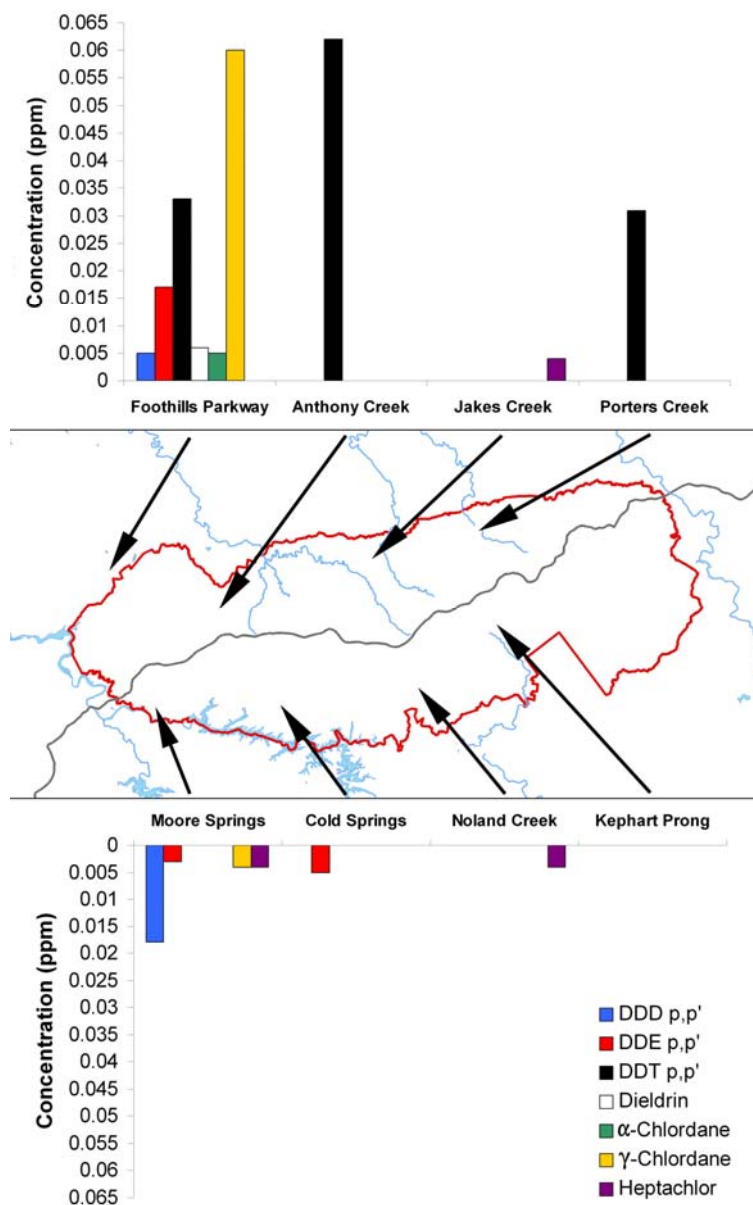 0.065
0.06
0.055
0.05
0.045
0.04
0.035
0.03
0.025
0.02
0.015
0.01
0.005
0
Concentration (ppm)
Foothills Parkway Anthony Creek Jakes Creek Porters Creek
Moore Springs Cold Springs Noland Creek Kephart Prong
0
0.005
0.01
0.015
0.02
0.025
0.03
0.035
0.04
0.045
0.05
0.055
0.06
0.065
Concentration (ppm)
DDD p,p'
DDE p,p'
DDT p,p'
Dieldrin
α-Chlordane
γ-Chlordane
Heptachlor